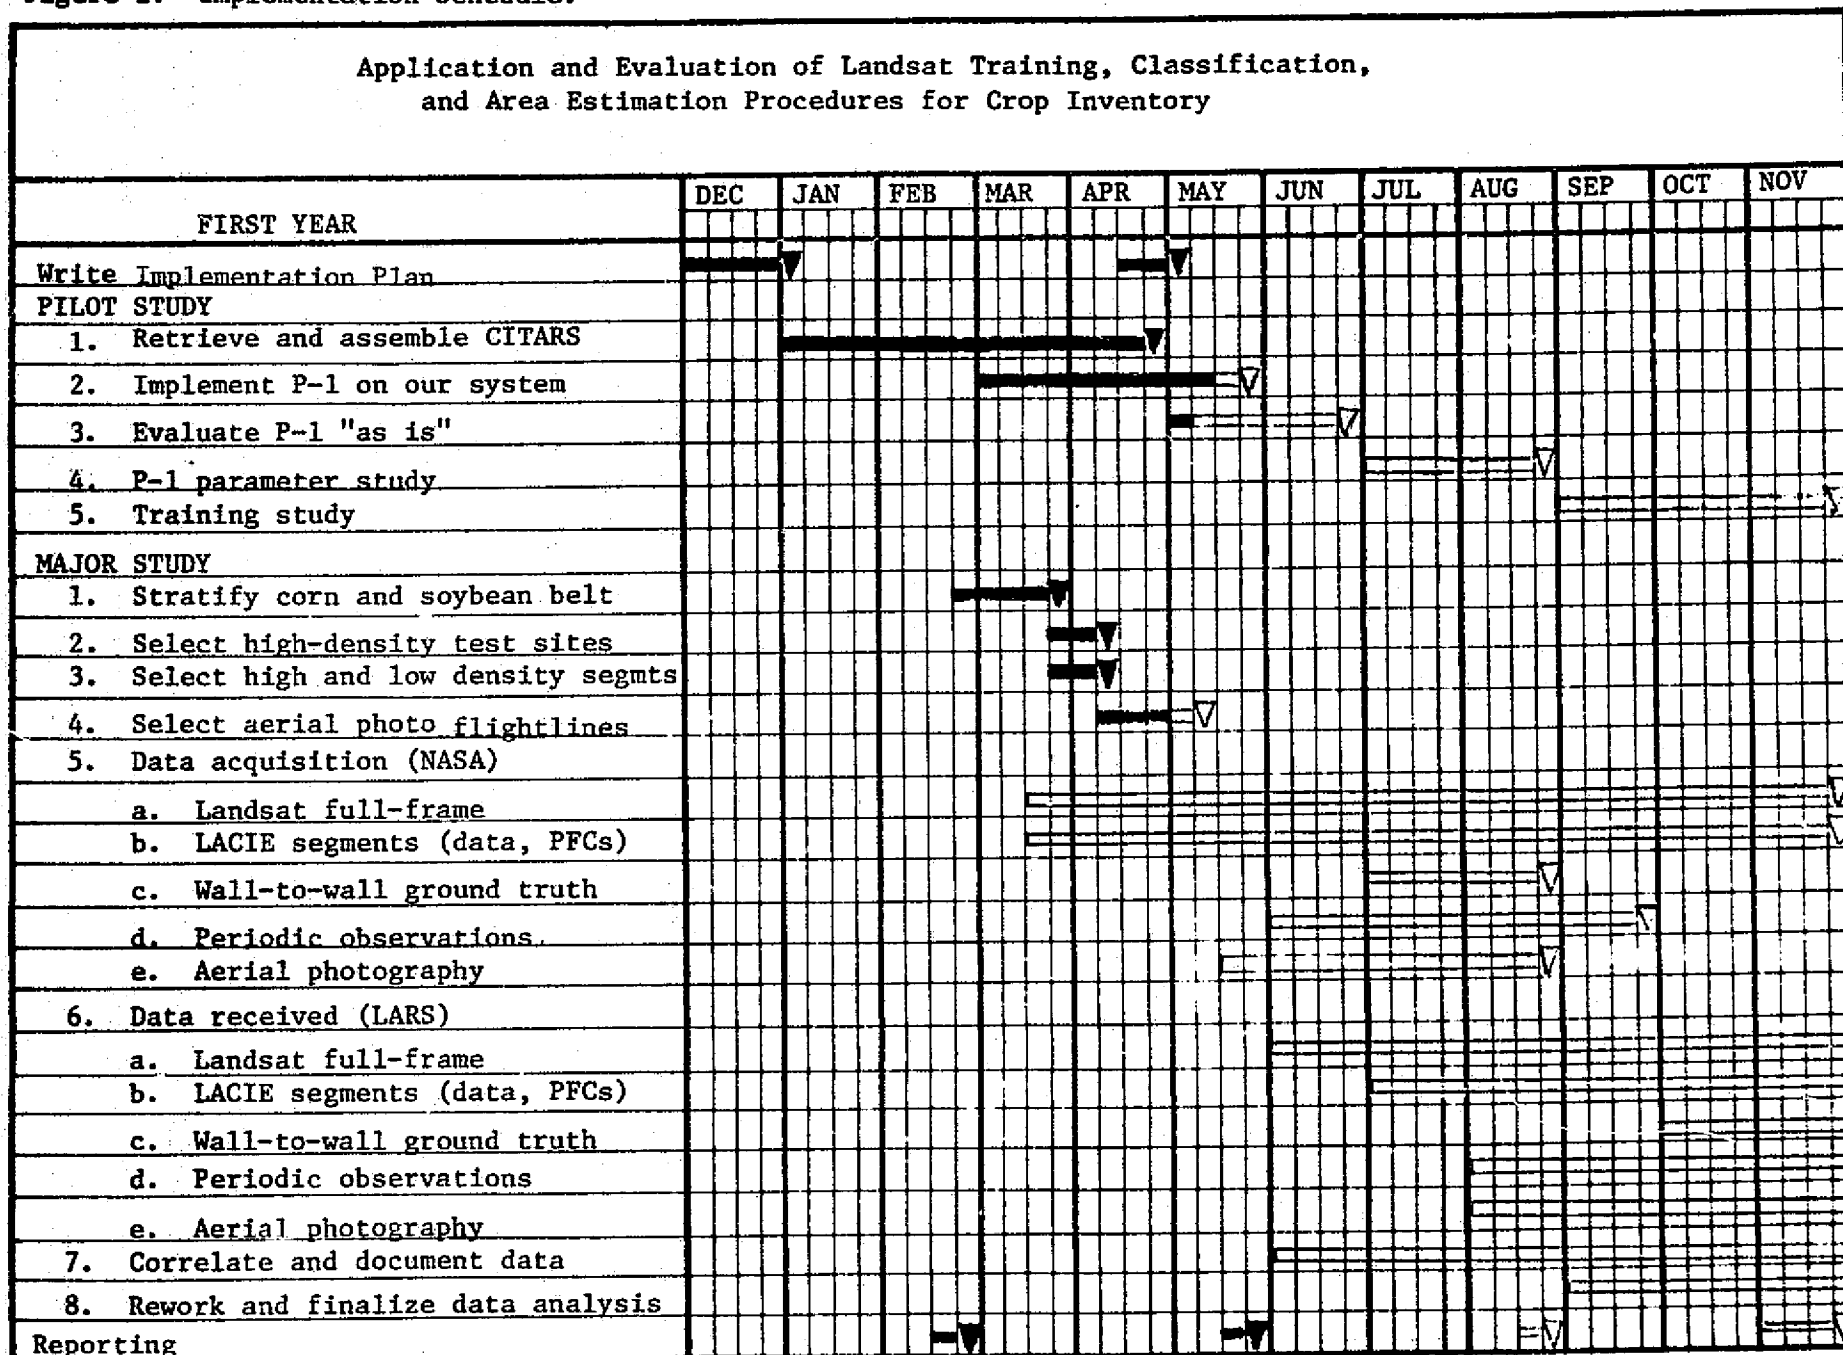 Application and Evaluation of Landsat Training, Classification,
and Area Estimation Procedures for Crop Inventory
DEC JAN FEB MAR APR MAY JUN JUL AUG SEP OCT NOV
FIRST YEAR
Write Implementation Plan
PILOT STUDY
1. Retrieve and assemble CITARS
2. Implement P-1 on our system
3. Evaluate P-1 "as is"
4. P-1 parameter study
5. Training study
MAJOR STUDY
1. Stratify corn and soybean belt
2. Select high-density test sites
3. Select high and low density segmts
4. Select aerial photo flightlines
5. Data acquisition (NASA)
a. Landsat full-frame
b. LACIE segments (data, PFCs)
c. Wall-to-wall ground truth
d. Periodic observations
e. Aerial photography
6. Data received (LARS)
a. Landsat full-frame
b. LACIE segments (data, PFCs)
c. Wall-to-wall ground truth
d. Periodic observations
e. Aerial photography
7. Correlate and document data
8. Rework and finalize data analysis
Reporting